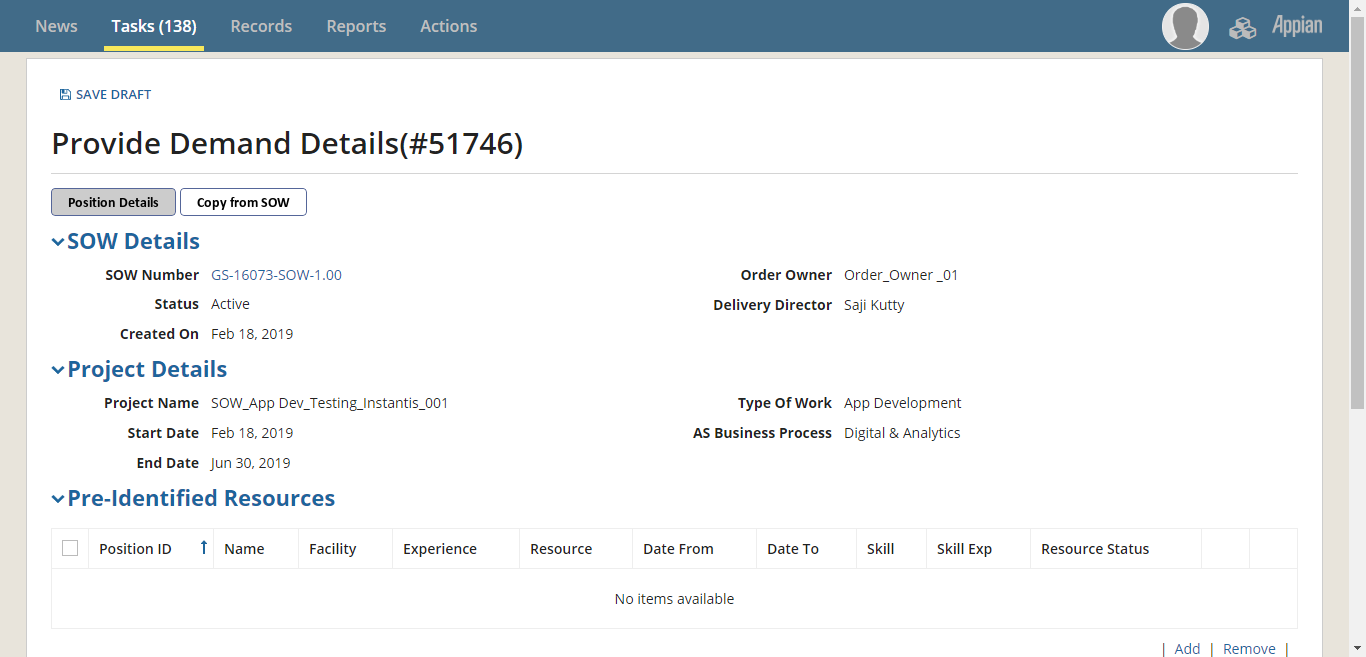 News Tasks (138) Records Reports Actions Appian
SAVE DRAFT
Provide Demand Details(#51746)
Position Details Copy from SOW
SOW Details
SOW Number GS-16073-SOW-1.00 Order Owner Order_Owner _01
Status Active Delivery Director Saji Kutty
Created On Feb 18, 2019
Project Details
Project Name SOW_App Dev_Testing_Instantis_001 Type Of Work App Development
Start Date Feb 18, 2019 AS Business Process Digital & Analytics
End Date Jun 30, 2019
Pre-Identified Resources
Position ID Name Facility Experience Resource Date From Date To Skill Skill Exp Resource Status
No items available
| Add | Remove |